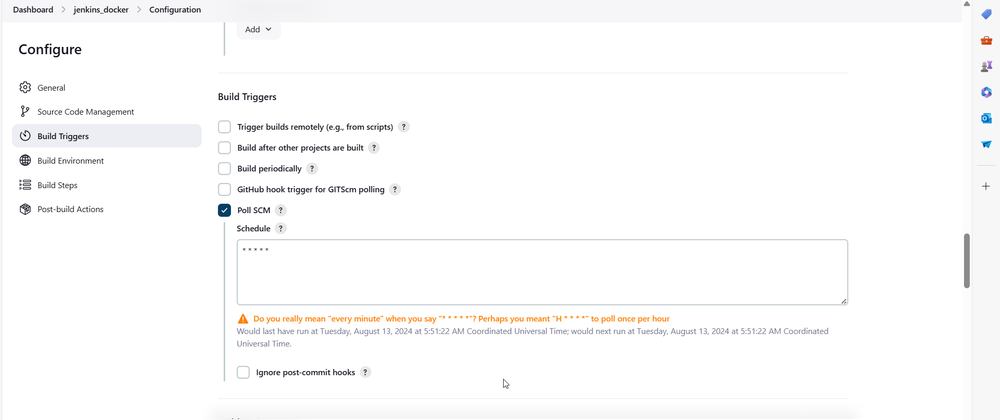 Dashboard > jenkins_docker > Configuration
Add
Configure
General
Source Code Management
Build Triggers
Build Environment
Build Steps
Post-build Actions
Build Triggers
Trigger builds remotely (e.g., from scripts) ?
Build after other projects are built ?
Build periodically ?
GitHub hook trigger for GITScm polling ?
Poll SCM ?
Schedule ?
* * * * *
Do you really mean "every minute" when you say "* * * * *"? Perhaps you meant "H * * * *" to poll once per hour
Would last have run at Tuesday, August 13, 2024 at 5:51:22 AM Coordinated Universal Time; would next run at Tuesday, August 13, 2024 at 5:51:22 AM Coordinated
Universal Time.
Ignore post-commit hooks ?